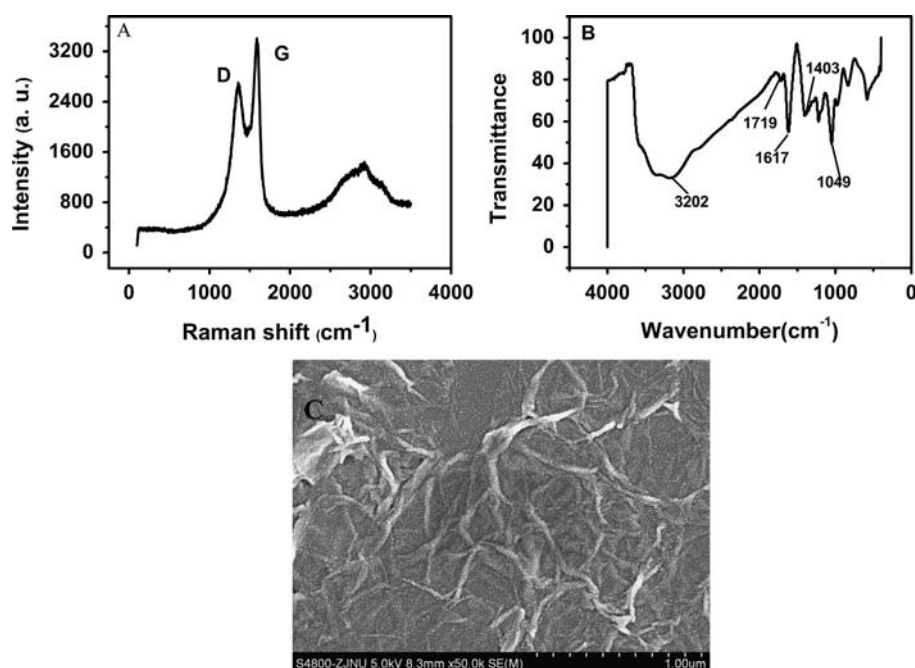 A
3200
2400
1600
800
0
Intensity (a. u.)
D
G
0 1000 2000 3000 4000
Raman shift (cm-1)
B
100
80
60
40
20
0
Transmittance
1719
1617
1403
1049
3202
4000 3000 2000 1000 0
Wavenumber(cm-1)
C
S4800-ZJNU 5.0kV 8.3mm x50.0k SE(M) 1.00um